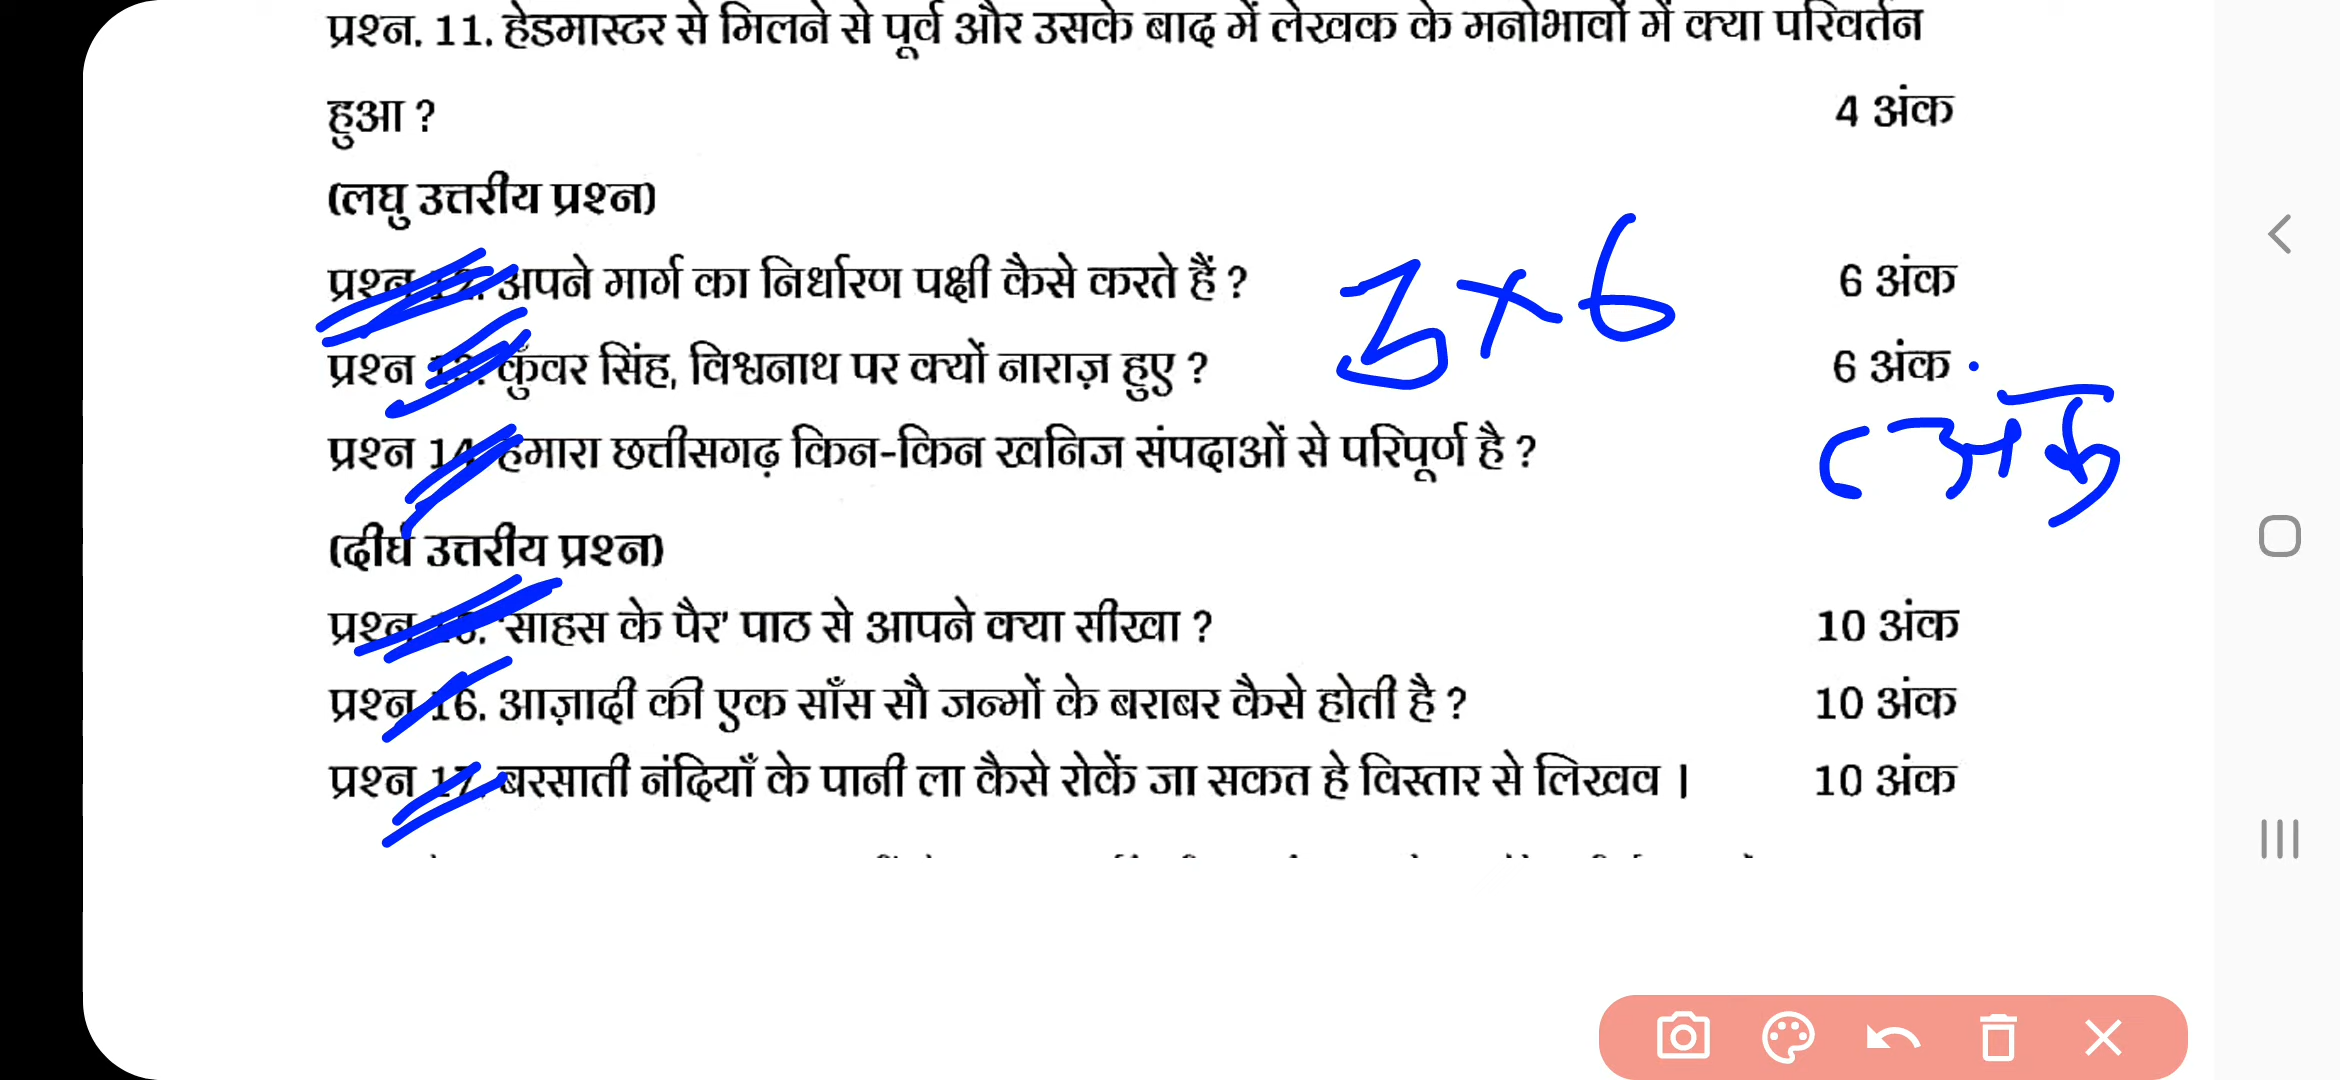 प्रश्न. 11. हेडमास्टर से मिलने से पूर्व और उसके बाद में लेखक के मनोभावों में क्या परिवर्तन
हुआ ? 4 अंक
(लघु उत्तरीय प्रश्न)
प्रश्न 12. अपने मार्ग का निर्धारण पक्षी कैसे करते हैं ? 3×6 6 अंक
प्रश्न 13. कुँवर सिंह, विश्वनाथ पर क्यों नाराज़ हुए ? 6 अंक
प्रश्न 14. हमारा छत्तीसगढ़ किन-किन खनिज संपदाओं से परिपूर्ण है ? अंक
(दीर्घ उत्तरीय प्रश्न)
प्रश्न 15. 'साहस के पैर' पाठ से आपने क्या सीखा ? 10 अंक
प्रश्न 16. आज़ादी की एक साँस सौ जन्मों के बराबर कैसे होती है ? 10 अंक
प्रश्न 17. बरसाती नंदियाँ के पानी ला कैसे रोकें जा सकत हे विस्तार से लिखव । 10 अंक